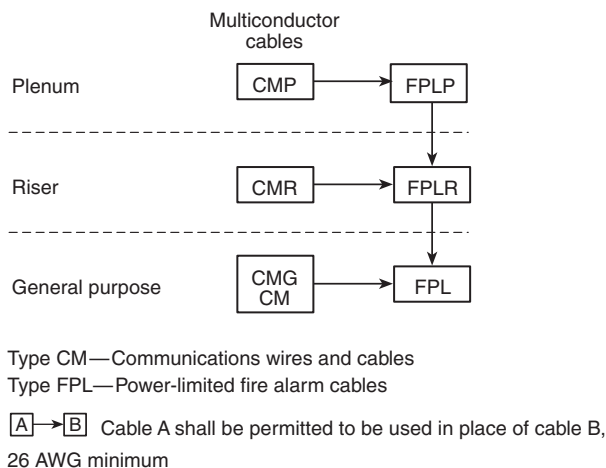 Multiconductor
cables
Plenum
CMP
FPLP
Riser
CMR
FPLR
General purpose
CMG
CM
FPL
Type CM—Communications wires and cables
Type FPL—Power-limited fire alarm cables
A B Cable A shall be permitted to be used in place of cable B,
26 AWG minimum